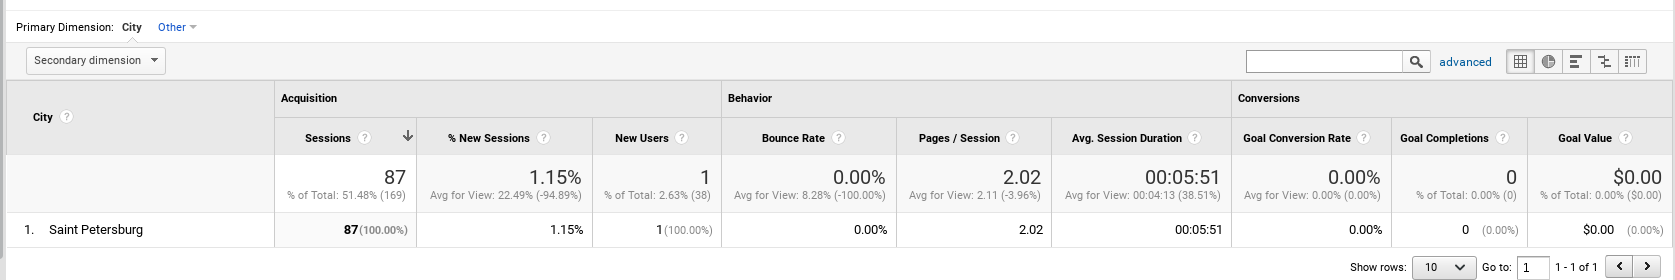 Primary Dimension: City Other
Secondary dimension advanced
City ? Acquisition Behavior Conversions
Sessions ? % New Sessions ? New Users ? Bounce Rate ? Pages / Session ? Avg. Session Duration ? Goal Conversion Rate ? Goal Completions ? Goal Value ?
87 1.15% 1 0.00% 2.02 00:05:51 0.00% 0 $0.00
% of Total: 51.48% (169) Avg for View: 22.49% (-94.89%) % of Total: 2.63% (38) Avg for View: 8.28% (-100.00%) Avg for View: 2.11 (-3.96%) Avg for View: 00:04:13 (38.51%) Avg for View: 0.00% (0.00%) % of Total: 0.00% (0) % of Total: 0.00% ($0.00)
1. Saint Petersburg 87(100.00%) 1.15% 1(100.00%) 0.00% 2.02 00:05:51 0.00% 0 (0.00%) $0.00 (0.00%)
Show rows: 10 Go to: 1 1 - 1 of 1